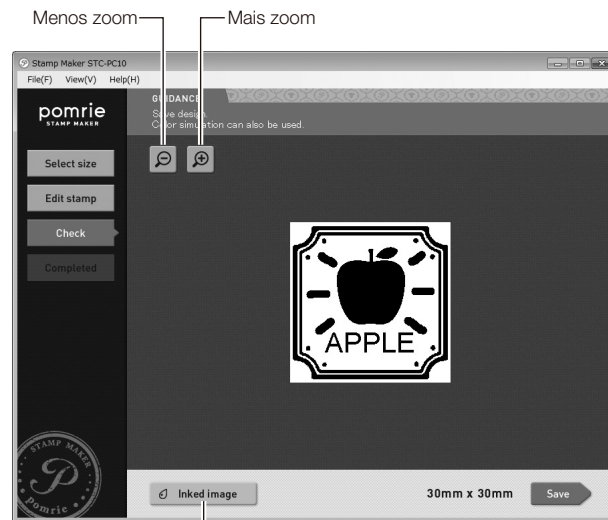 Menos zoom
Mais zoom
Stamp Maker STC-PC10
File(F) View(V) Help(H)
GUIDANCE
Save design.
Color simulation can also be used.
pomrie
STAMP MAKER
Select size
Edit stamp
Check
Completed
APPLE
STAMP MAKER
Pomrie
Inked image
30mm x 30mm
Save